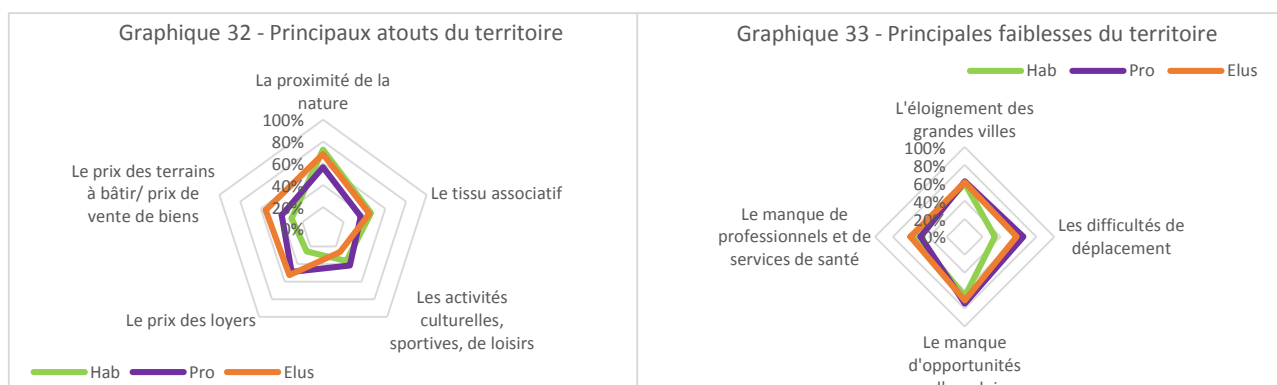 Graphique 32 - Principaux atouts du territoire
La proximité de la
nature
100%
80%
60%
40%
20%
0%
Le tissu associatif
Les activités
culturelles,
sportives, de loisirs
Le prix des loyers
Le prix des terrains
à bâtir/ prix de
vente de biens
Hab
Pro
Elus
Graphique 33 - Principales faiblesses du territoire
Hab
Pro
Elus
L'éloignement des
grandes villes
100%
80%
60%
40%
20%
0%
Les difficultés de
déplacement
Le manque
d'opportunités
Le manque de
professionnels et de
services de santé